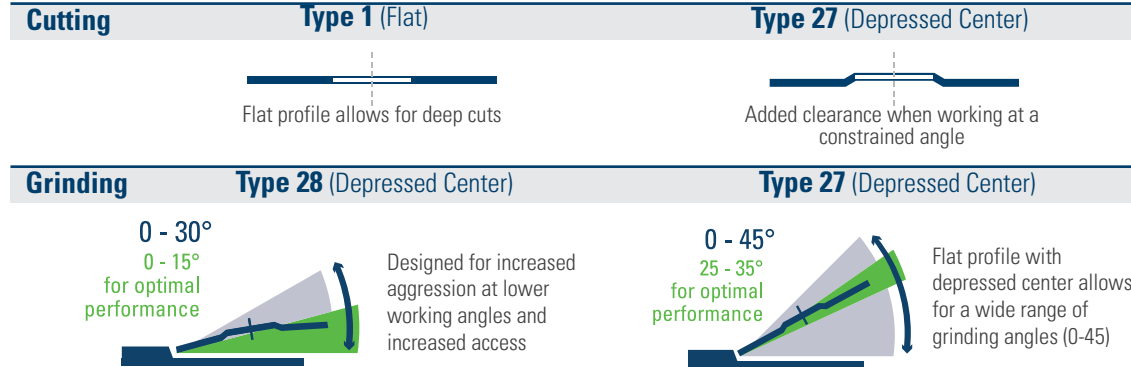 Cutting
Type 1 (Flat)
Type 27 (Depressed Center)
Flat profile allows for deep cuts
Added clearance when working at a
constrained angle
Grinding
Type 28 (Depressed Center)
Type 27 (Depressed Center)
0 - 30°
0 - 15°
for optimal
performance
Designed for increased
aggression at lower
working angles and
increased access
0 - 45°
25 - 35°
for optimal
performance
Flat profile with
depressed center allows
for a wide range of
grinding angles (0-45)